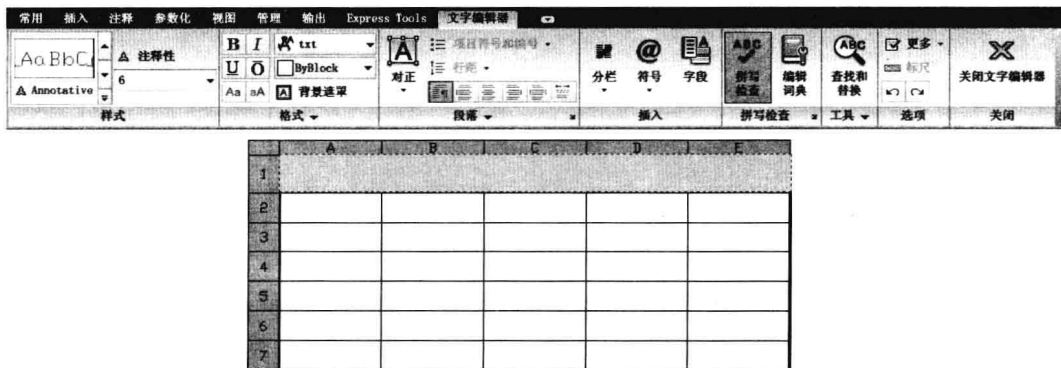 常用 插入 注释 参数化 视图 管理 输出 Express Tools 文字编辑器
AaBbC
Annotative
注释性
6
样式
B I txt
U O ByBlock
Aa aA 背景遮罩
格式
A
对正
项目符号和编号
行距
段落
分栏
@
符号
字段
插入
ABC
拼写检查
编辑词典
拼写检查
ABC
查找和替换
工具
更多
标尺
选项
关闭文字编辑器
关闭
A B C D E
1
2
3
4
5
6
7